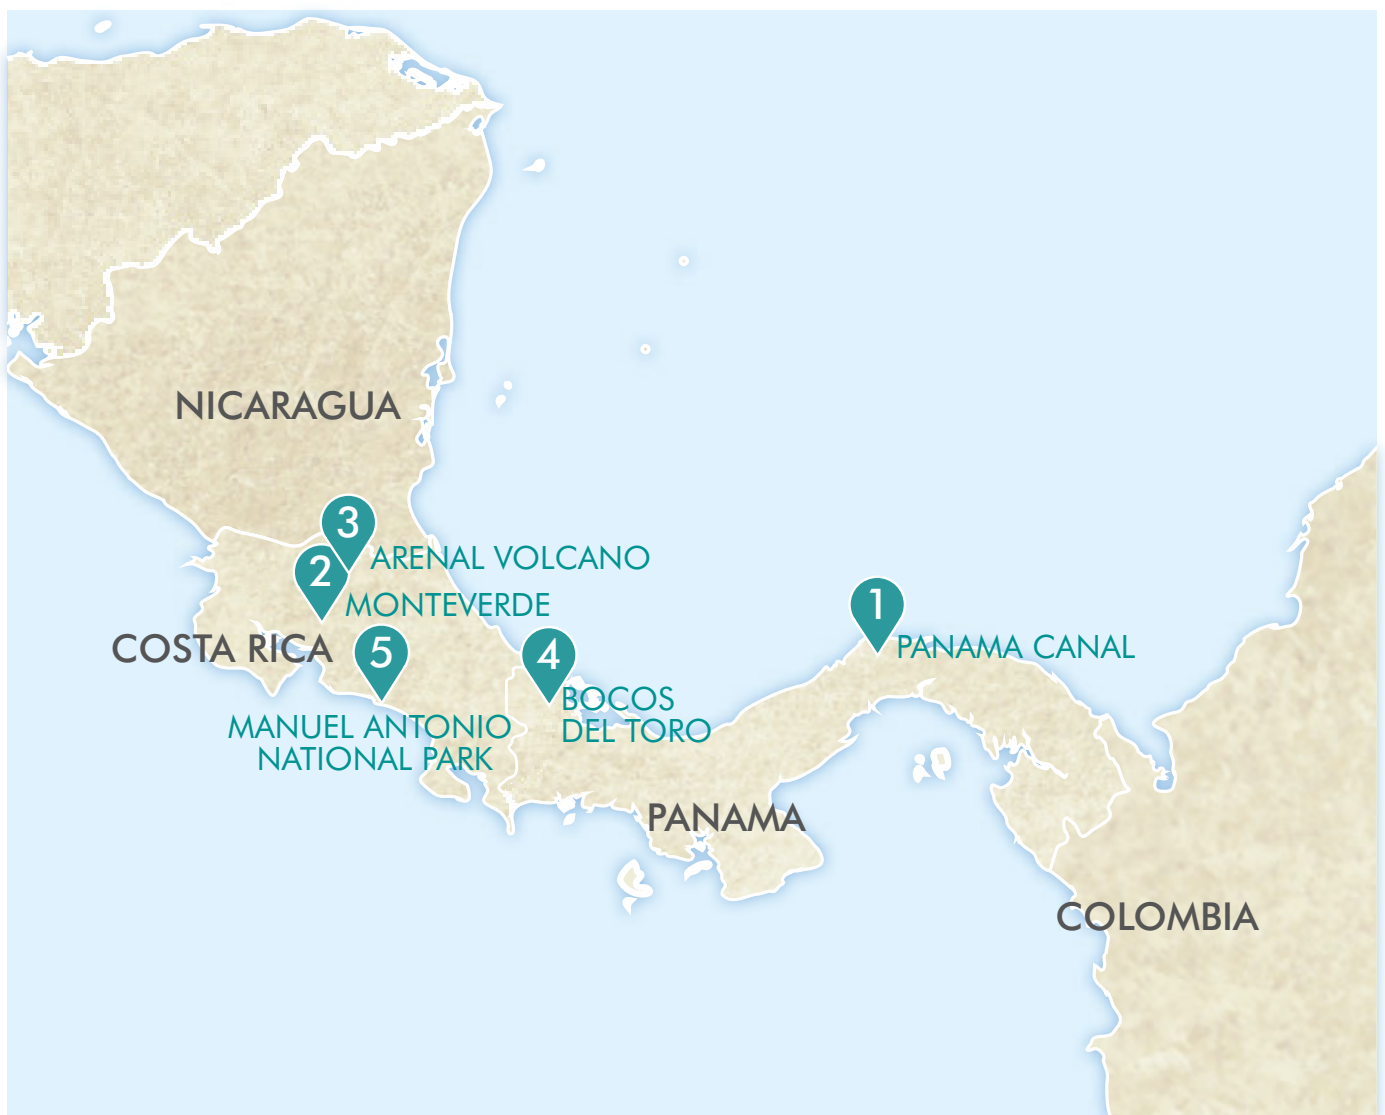 NICARAGUA
3
ARENAL VOLCANO
2
MONTEVERDE
1
PANAMA CANAL
COSTA RICA
5
4
BOCOS
DEL TORO
MANUEL ANTONIO
NATIONAL PARK
PANAMA
COLOMBIA